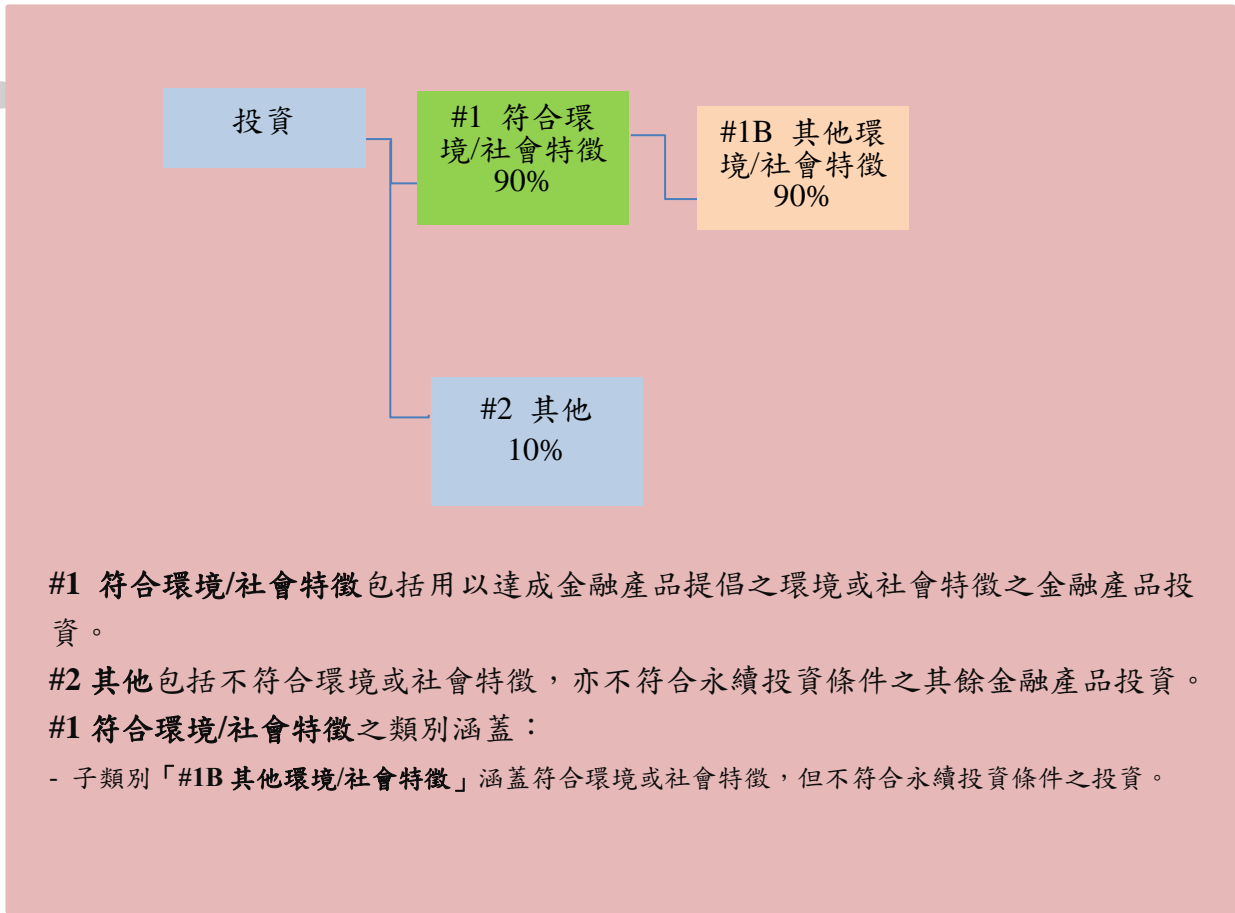 投資
#1 符合環
境/社會特徵
90%
#1B 其他環
境/社會特徵
90%
#2 其他
10%
#1 符合環境/社會特徵包括用以達成金融產品提倡之環境或社會特徵之金融產品投
資。
#2 其他包括不符合環境或社會特徵，亦不符合永續投資條件之其餘金融產品投資。
#1 符合環境/社會特徵之類別涵蓋：
- 子類別「#1B 其他環境/社會特徵」涵蓋符合環境或社會特徵，但不符合永續投資條件之投資。